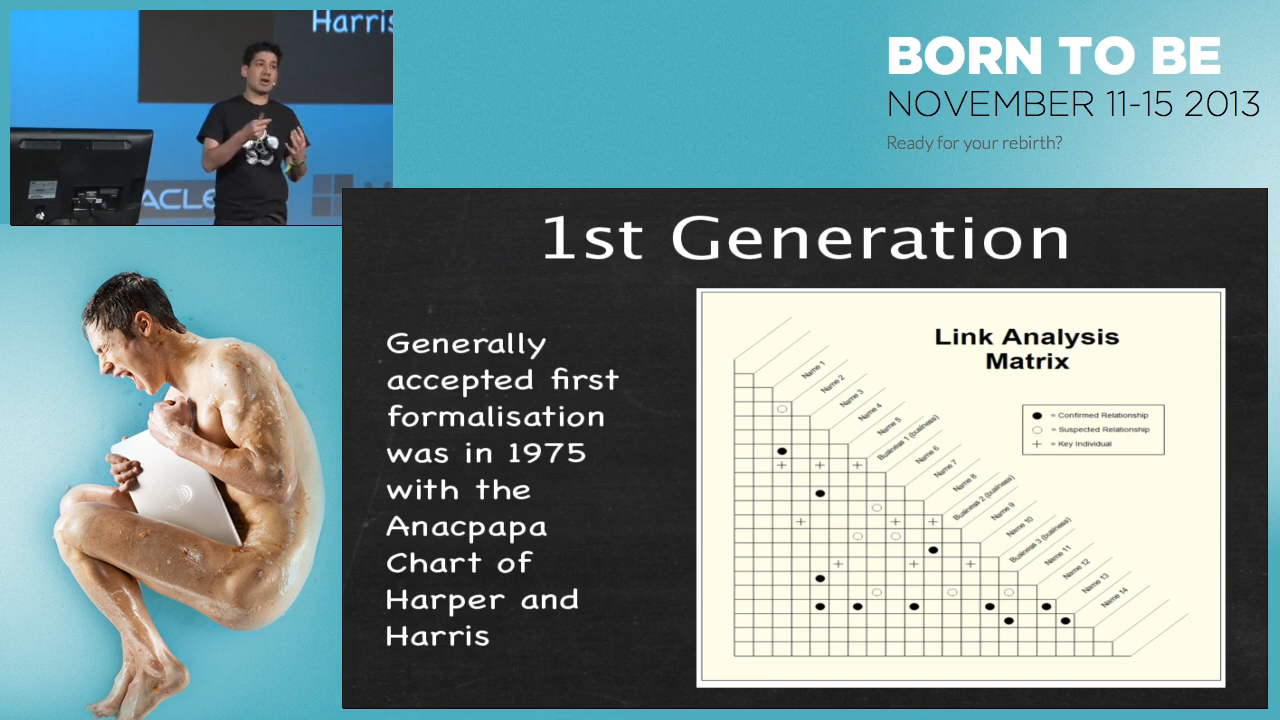 Harris
ACLE
BORN TO BE
NOVEMBER 11-15 2013
Ready for your rebirth?
1st Generation
Generally
accepted first
formalisation
was in 1975
with the
Anacpapa
Chart of
Harper and
Harris
Link Analysis
Matrix
= Confirmed Relationship
= Suspected Relationship
= Key Individual
Name 1
Name 2
Name 3
Name 4
Name 5
Business 1 (business)
Name 6
Name 7
Name 8
Business 2 (business)
Name 9
Name 10
Business 3 (business)
Name 11
Name 12
Name 13
Name 14